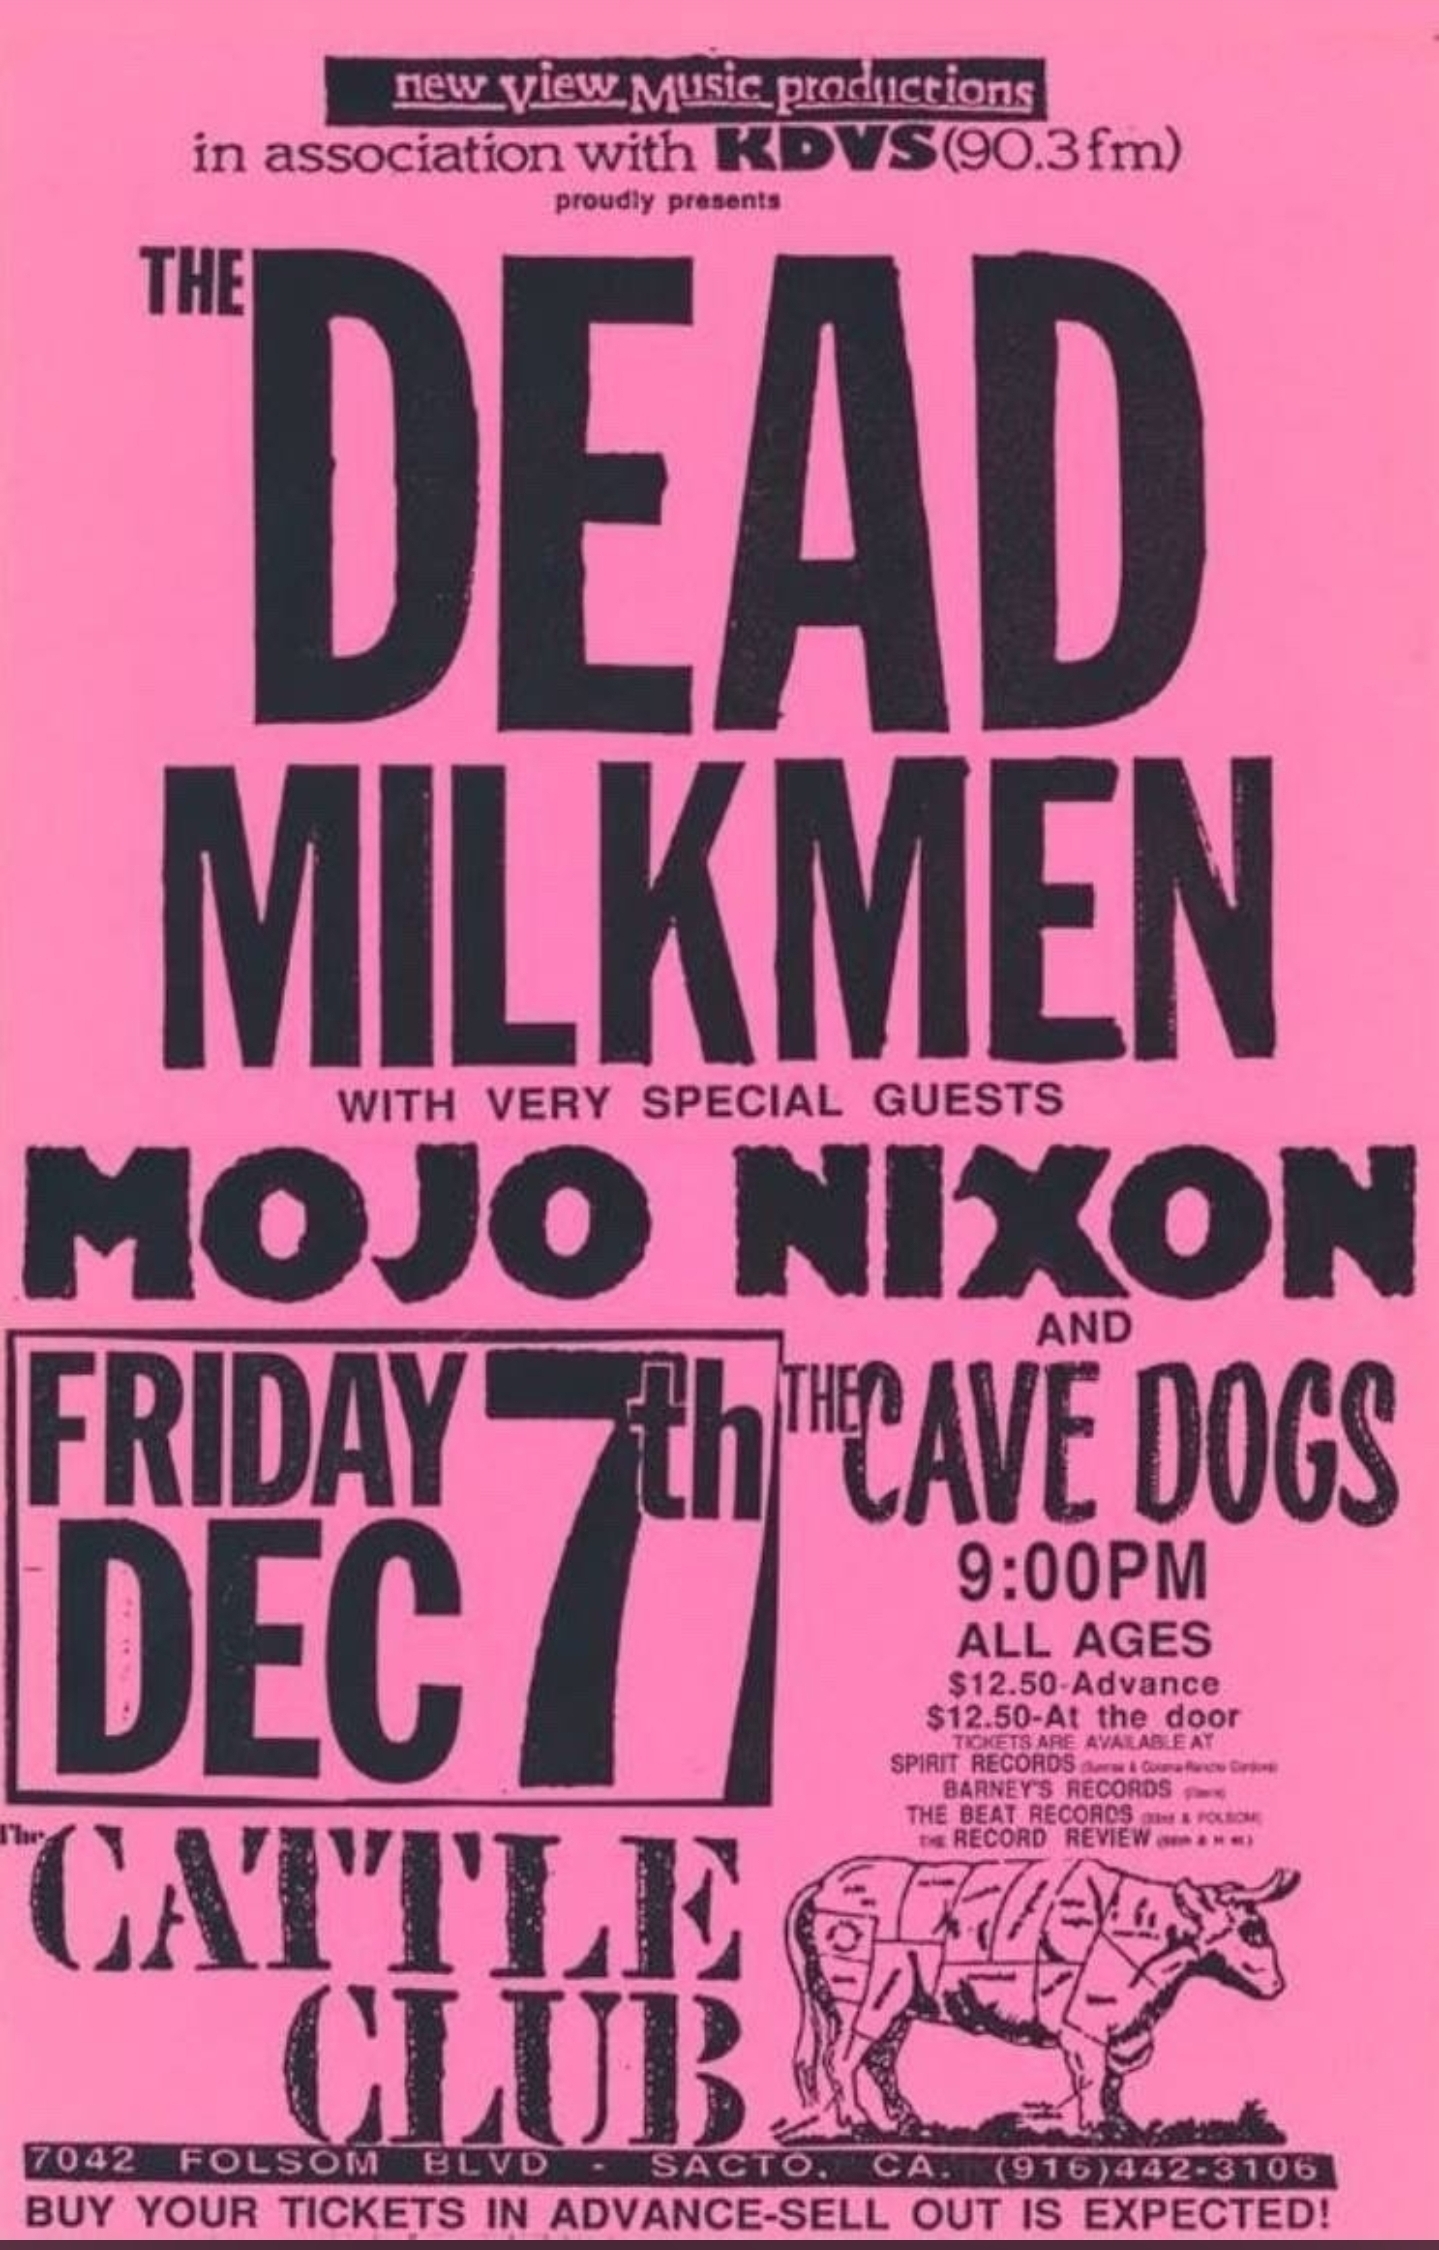 new view Music productions
in association with KDVS (90.3 fm)
proudly presents
THE DEAD
MILKMEN
WITH VERY SPECIAL GUESTS
MOJO NIXON
AND
THE CAVE DOGS
FRIDAY
DEC 7th
9:00PM
ALL AGES
$12.50-Advance
$12.50-At the door
TICKETS ARE AVAILABLE AT
SPIRIT RECORDS
BARNEY'S RECORDS
THE BEAT RECORDS
THE RECORD REVIEW
The CATTLE
CLUB
7042 FOLSOM BLVD - SACTO. CA. (916)442-3106
BUY YOUR TICKETS IN ADVANCE-SELL OUT IS EXPECTED!